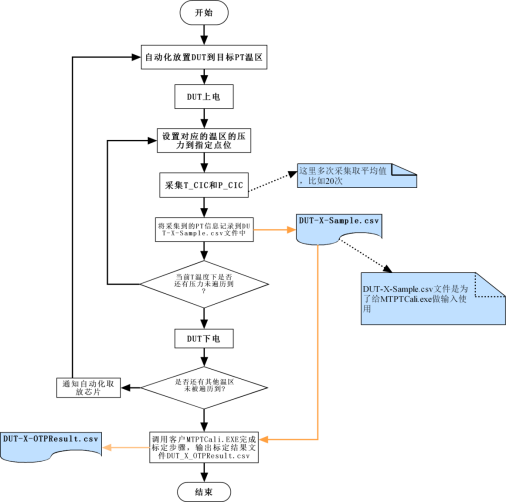 开始
自动化放置DUT到目标PT温区
DUT上电
设置对应的温区的压
力到指定点位
采集T_CIC和P_CIC
这里多次采集取平均值
，比如20次
将采集到的PT信息记录到DU
T-X-Sample.csv文件中
DUT-X-Sample.csv
当前T温度下是否
还有压力未遍历到
？
DUT-X-Sample.csv文件是为
了给MTPTCali.exe做输入使
用
DUT下电
是否还有其他温区
未被遍历到？
通知自动化取
放芯片
调用客户MTPTCali.EXE完成
标定步骤，输出标定结果文
件DUT_X_OTPResult.csv
DUT-X-OTPResult.csv
结束